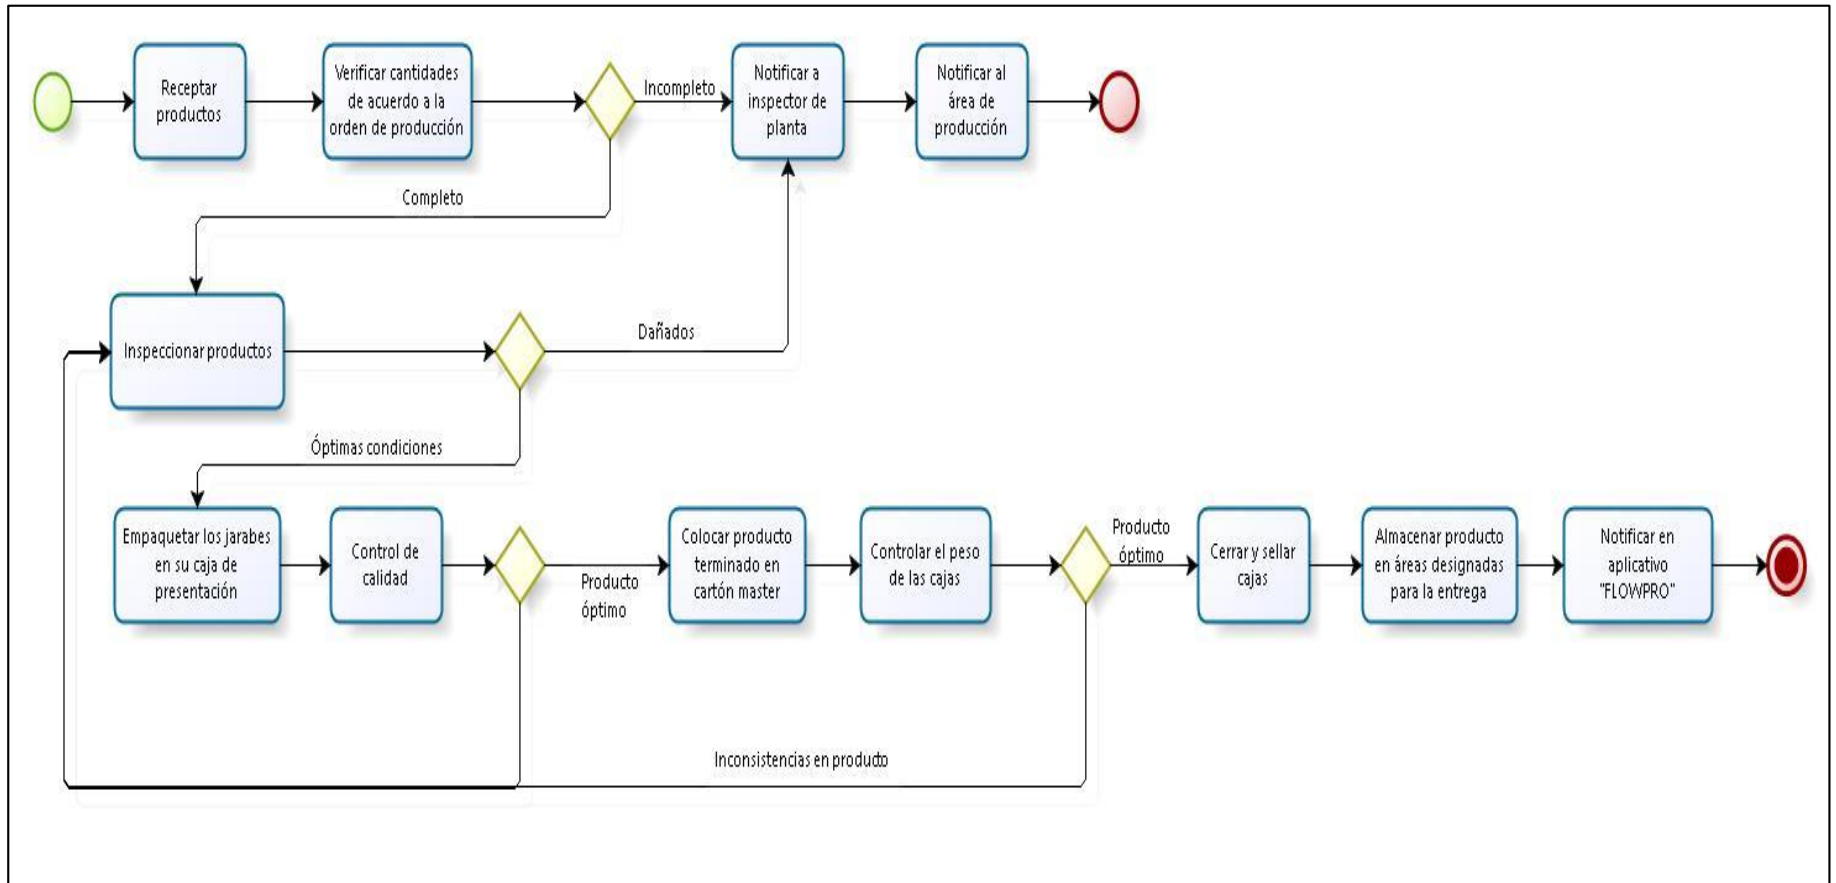 Receptar
productos
Verificar cantidades
de acuerdo a la
orden de producción
Incompleto
Notificar a
inspector de
planta
Notificar al
área de
producción
Completo
Inspeccionar productos
Dañados
Óptimas condiciones
Empaquetar los jarabes
en su caja de
presentación
Control de
calidad
Producto
óptimo
Colocar producto
terminado en
cartón master
Controlar el peso
de las cajas
Producto
óptimo
Cerrar y sellar
cajas
Almacenar producto
en áreas designadas
para la entrega
Notificar en
aplicativo
"FLOWPRO"
Inconsistencias en producto